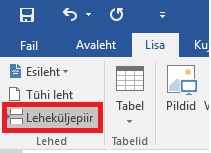 Fail Avaleht Lisa
Esileht
Tühi leht
Leheküljepiir
Tabel
Pildid
Lehed
Tabelid